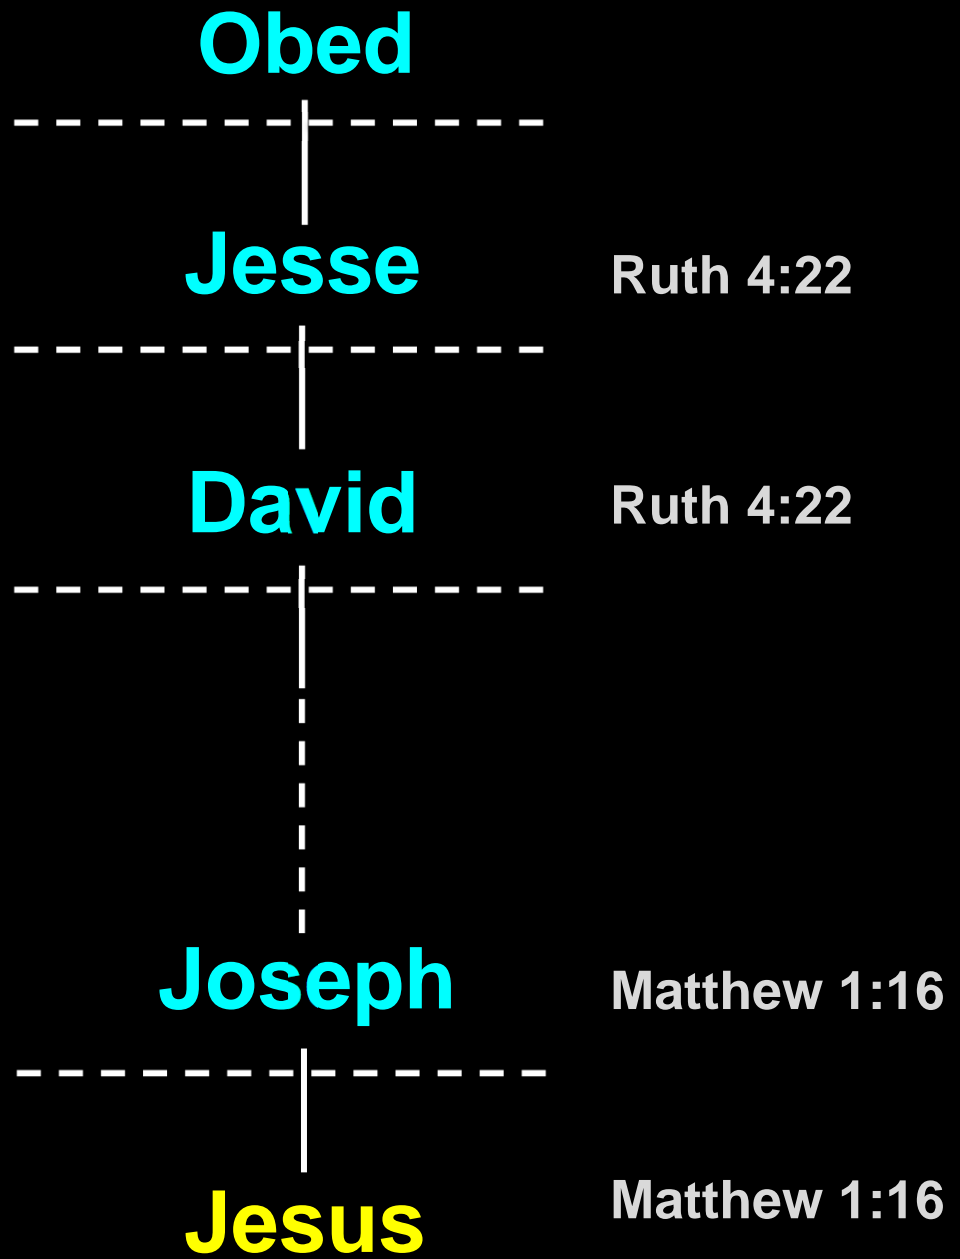 Obed
Jesse Ruth 4:22
David Ruth 4:22
Joseph Matthew 1:16
Jesus Matthew 1:16